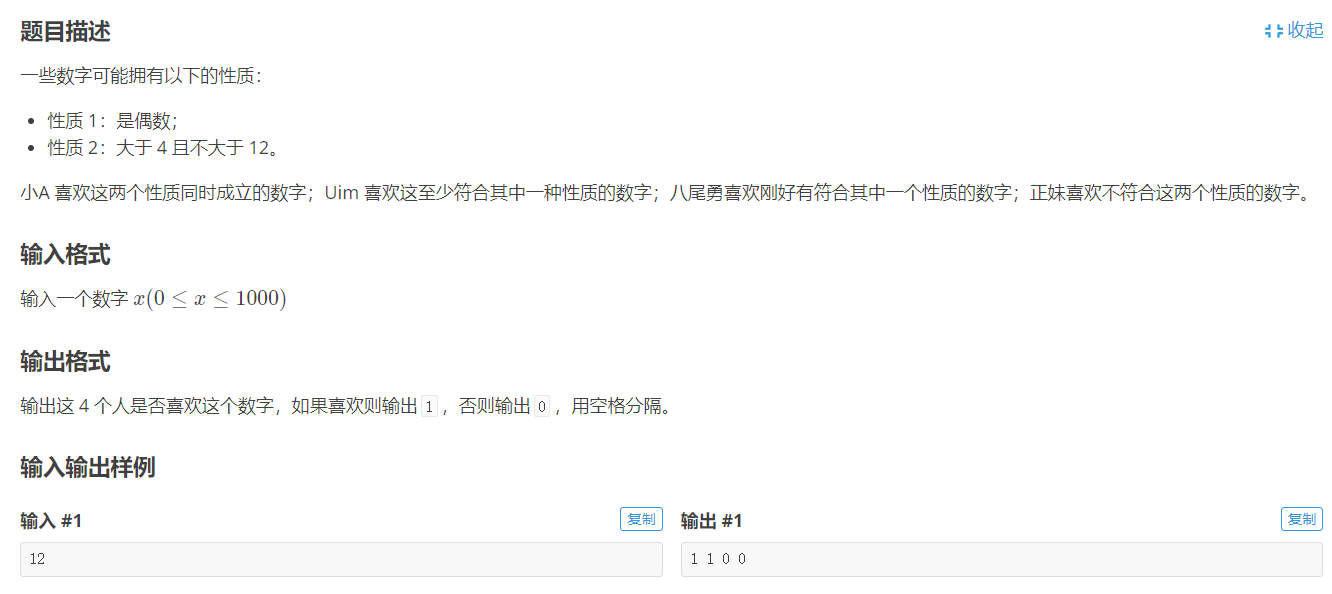 题目描述
收起
一些数字可能拥有以下的性质：
• 性质 1：是偶数；
• 性质 2：大于 4 且不大于 12。
小A 喜欢这两个性质同时成立的数字；Uim 喜欢这至少符合其中一种性质的数字；八尾勇喜欢刚好有符合其中一个性质的数字；正妹喜欢不符合这两个性质的数字。
输入格式
输入一个数字 x(0 ≤ x ≤ 1000)
输出格式
输出这 4 个人是否喜欢这个数字，如果喜欢则输出 1 ，否则输出 0 ，用空格分隔。
输入输出样例
输入 #1
复制
输出 #1
复制
12
1 1 0 0